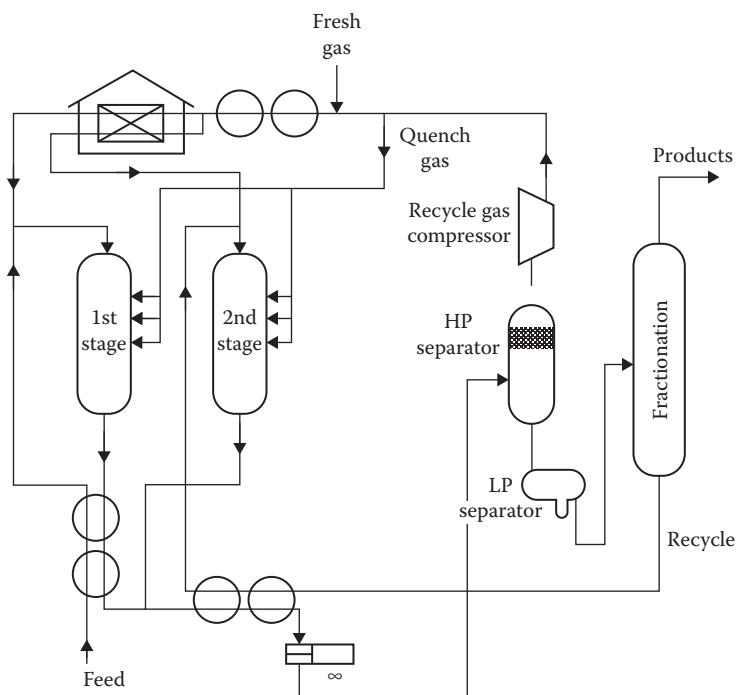 Fresh
gas
Quench
gas
Products
Recycle gas
compressor
1st
stage
2nd
stage
HP
separator
Fractionation
LP
separator
Recycle
Feed
∞